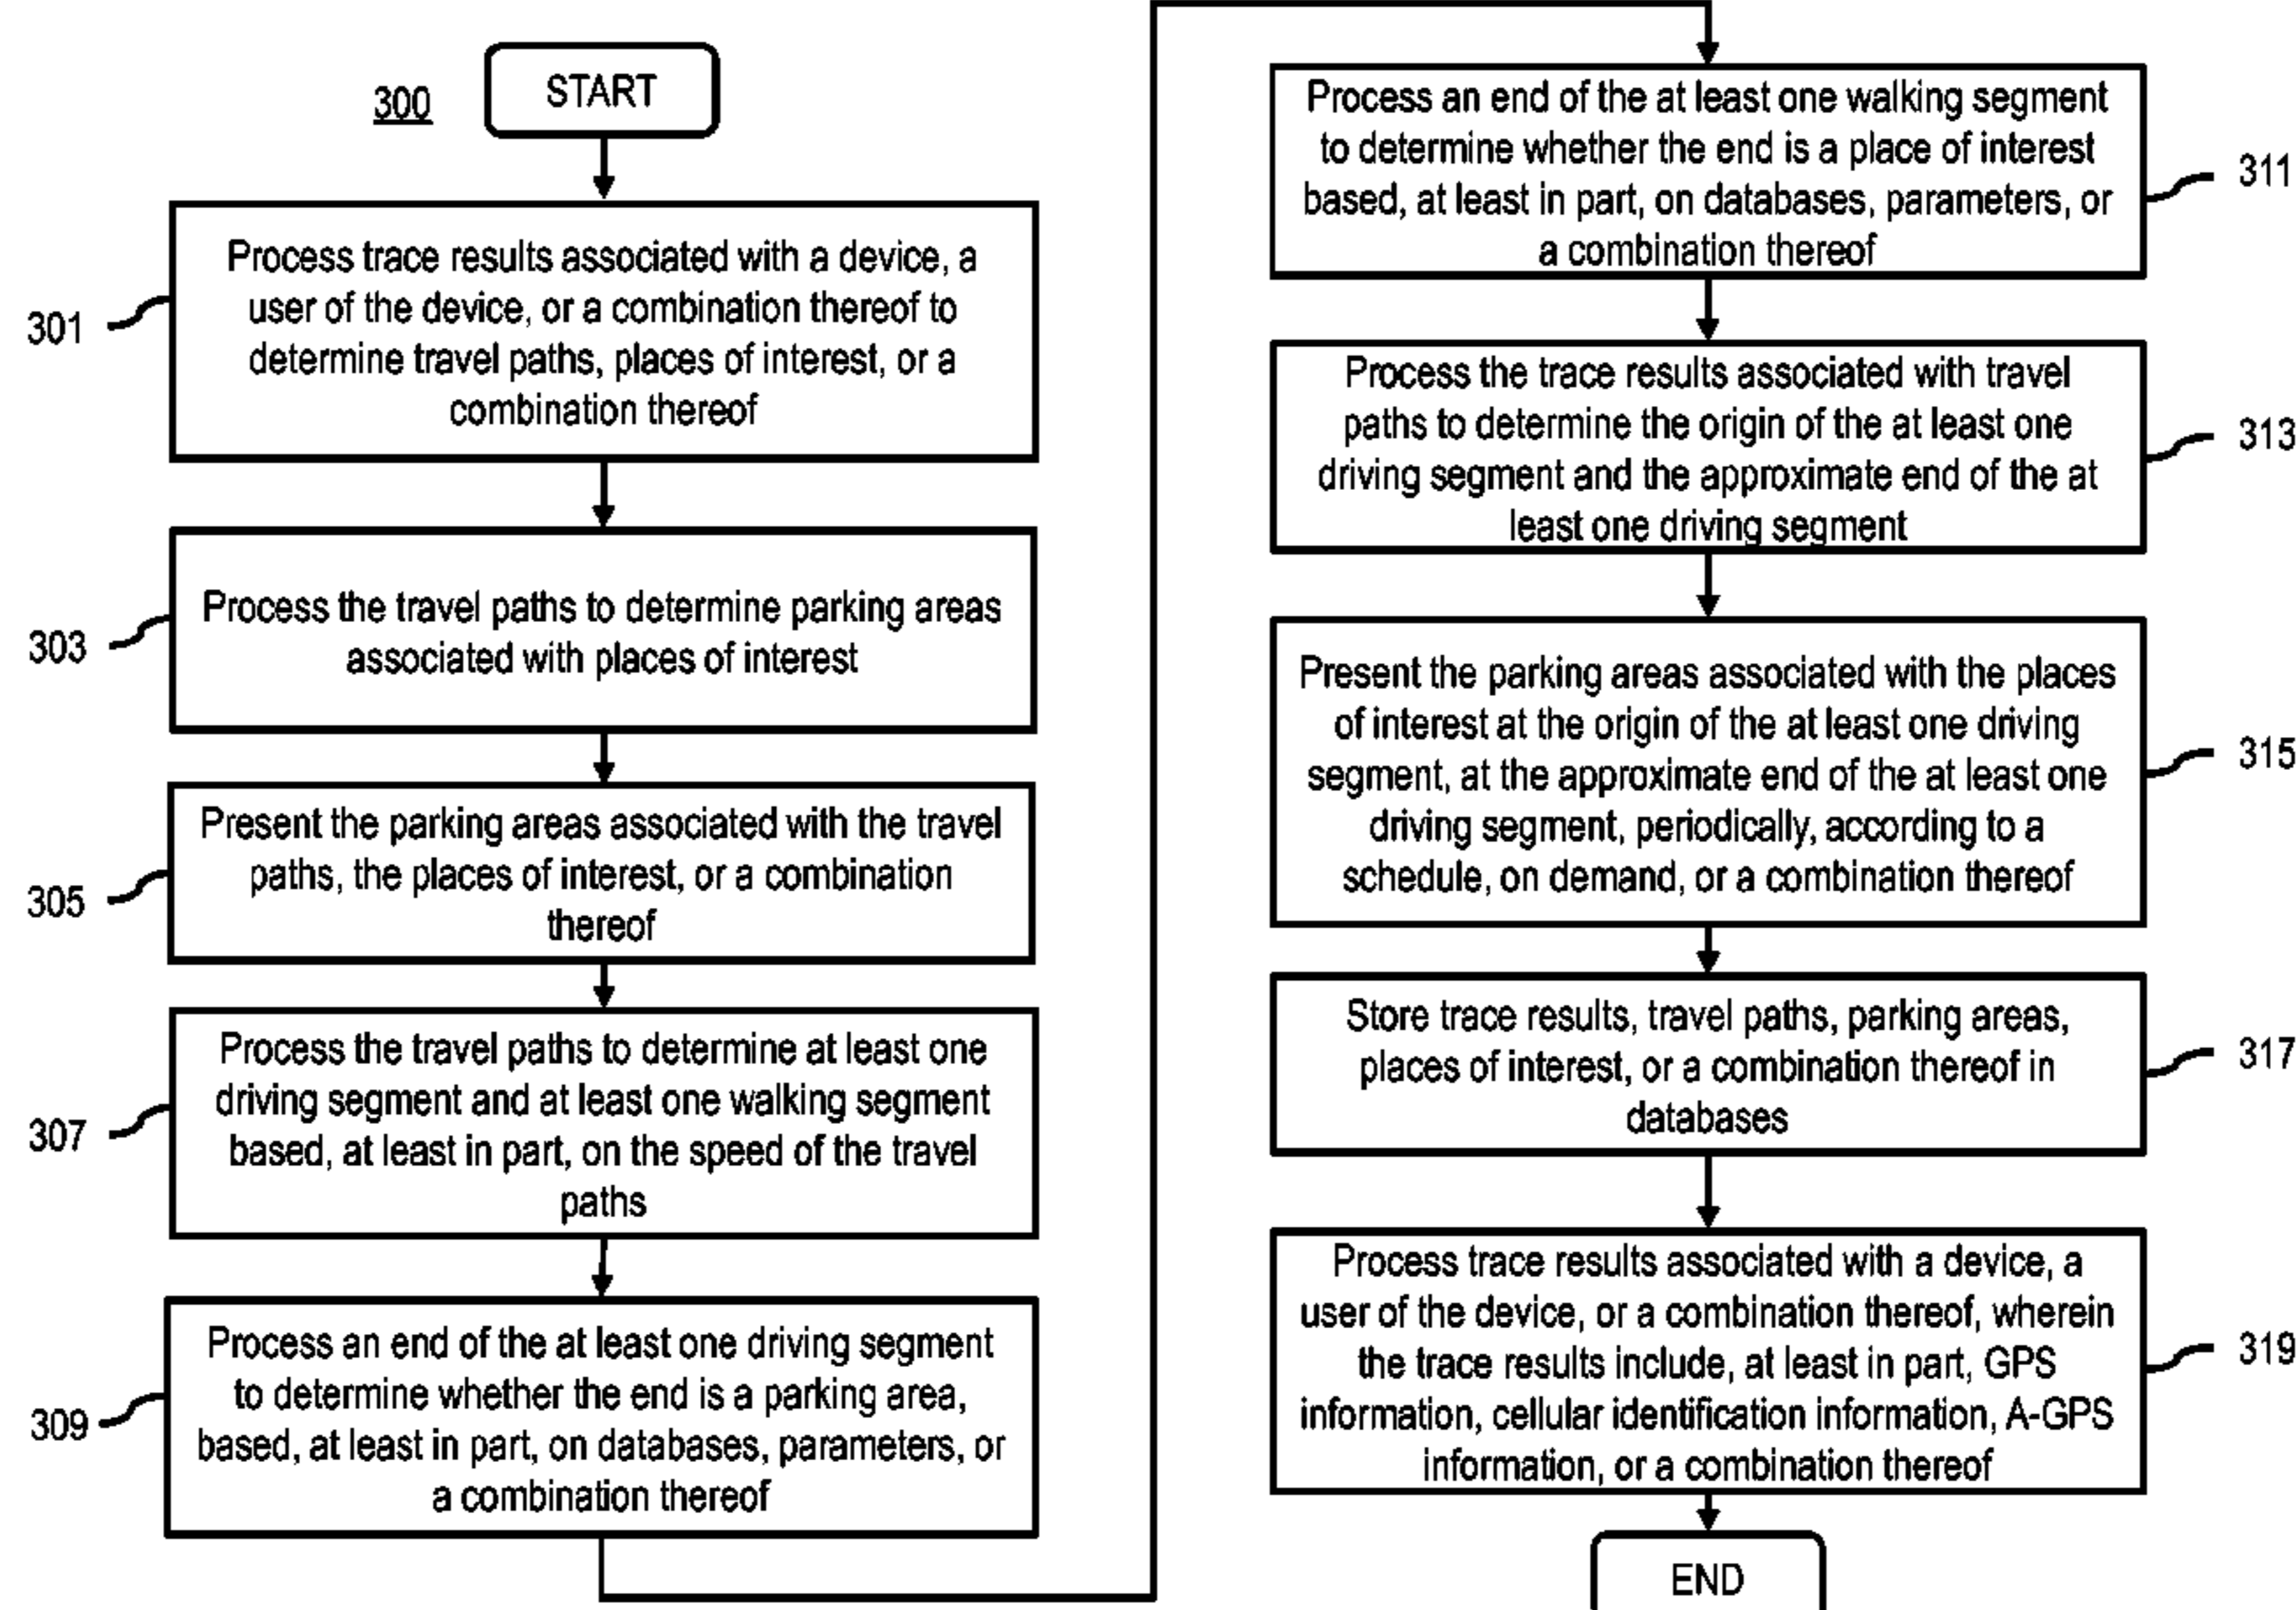 300
START
301
Process trace results associated with a device, a
user of the device, or a combination thereof to
determine travel paths, places of interest, or a
combination thereof
303
Process the travel paths to determine parking areas
associated with places of interest
305
Present the parking areas associated with the travel
paths, the places of interest, or a combination
thereof
307
Process the travel paths to determine at least one
driving segment and at least one walking segment
based, at least in part, on the speed of the travel
paths
309
Process an end of the at least one driving segment
to determine whether the end is a parking area,
based, at least in part, on databases, parameters, or
a combination thereof
Process an end of the at least one walking segment
to determine whether the end is a place of interest
based, at least in part, on databases, parameters, or
a combination thereof
311
Process the trace results associated with travel
paths to determine the origin of the at least one
driving segment and the approximate end of the at
least one driving segment
313
Present the parking areas associated with the places
of interest at the origin of the at least one driving
segment, at the approximate end of the at least one
driving segment, periodically, according to a
schedule, on demand, or a combination thereof
315
Store trace results, travel paths, parking areas,
places of interest, or a combination thereof in
databases
317
Process trace results associated with a device, a
user of the device, or a combination thereof, wherein
the trace results include, at least in part, GPS
information, cellular identification information, A-GPS
information, or a combination thereof
319
END